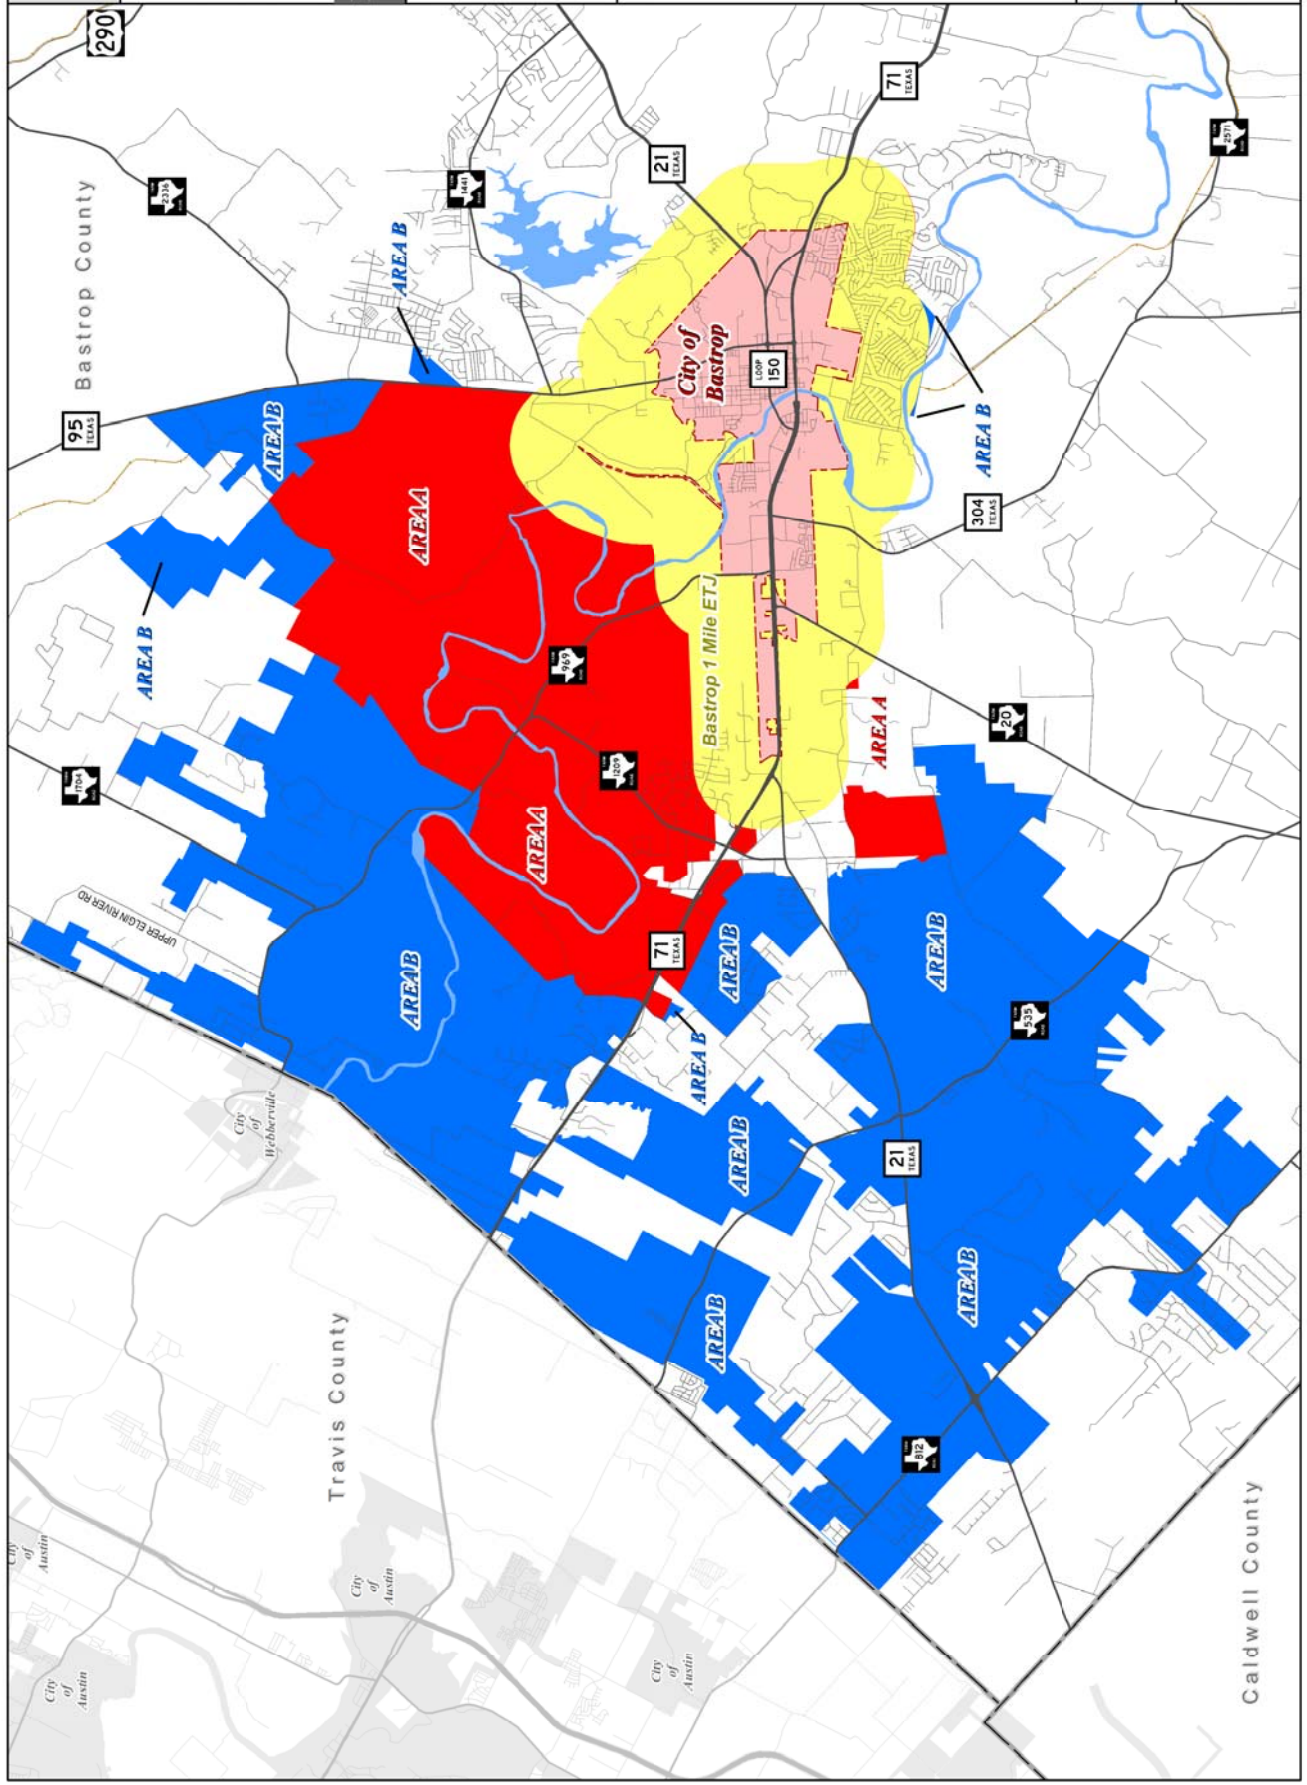 City
of
Austin
City
of
Austin
1704
95
TEXAS
Bastrop County
290
UPPER ELGIN RIVER RD
AREA B
2336
City
of
Webberville
AREA B
Travis County
City
of
Austin
AREA B
AREA B
AREA A
1441
AREA A
969
1209
71
TEXAS
21
TEXAS
City
of
Austin
AREA B
City of
Bastrop
Bastrop 1 Mile ETJ
AREA B
AREA B
AREA B
LOOP
150
AREA A
71
TEXAS
21
TEXAS
812
AREA B
AREA B
AREA B
304
TEXAS
20
535
2571
Caldwell County